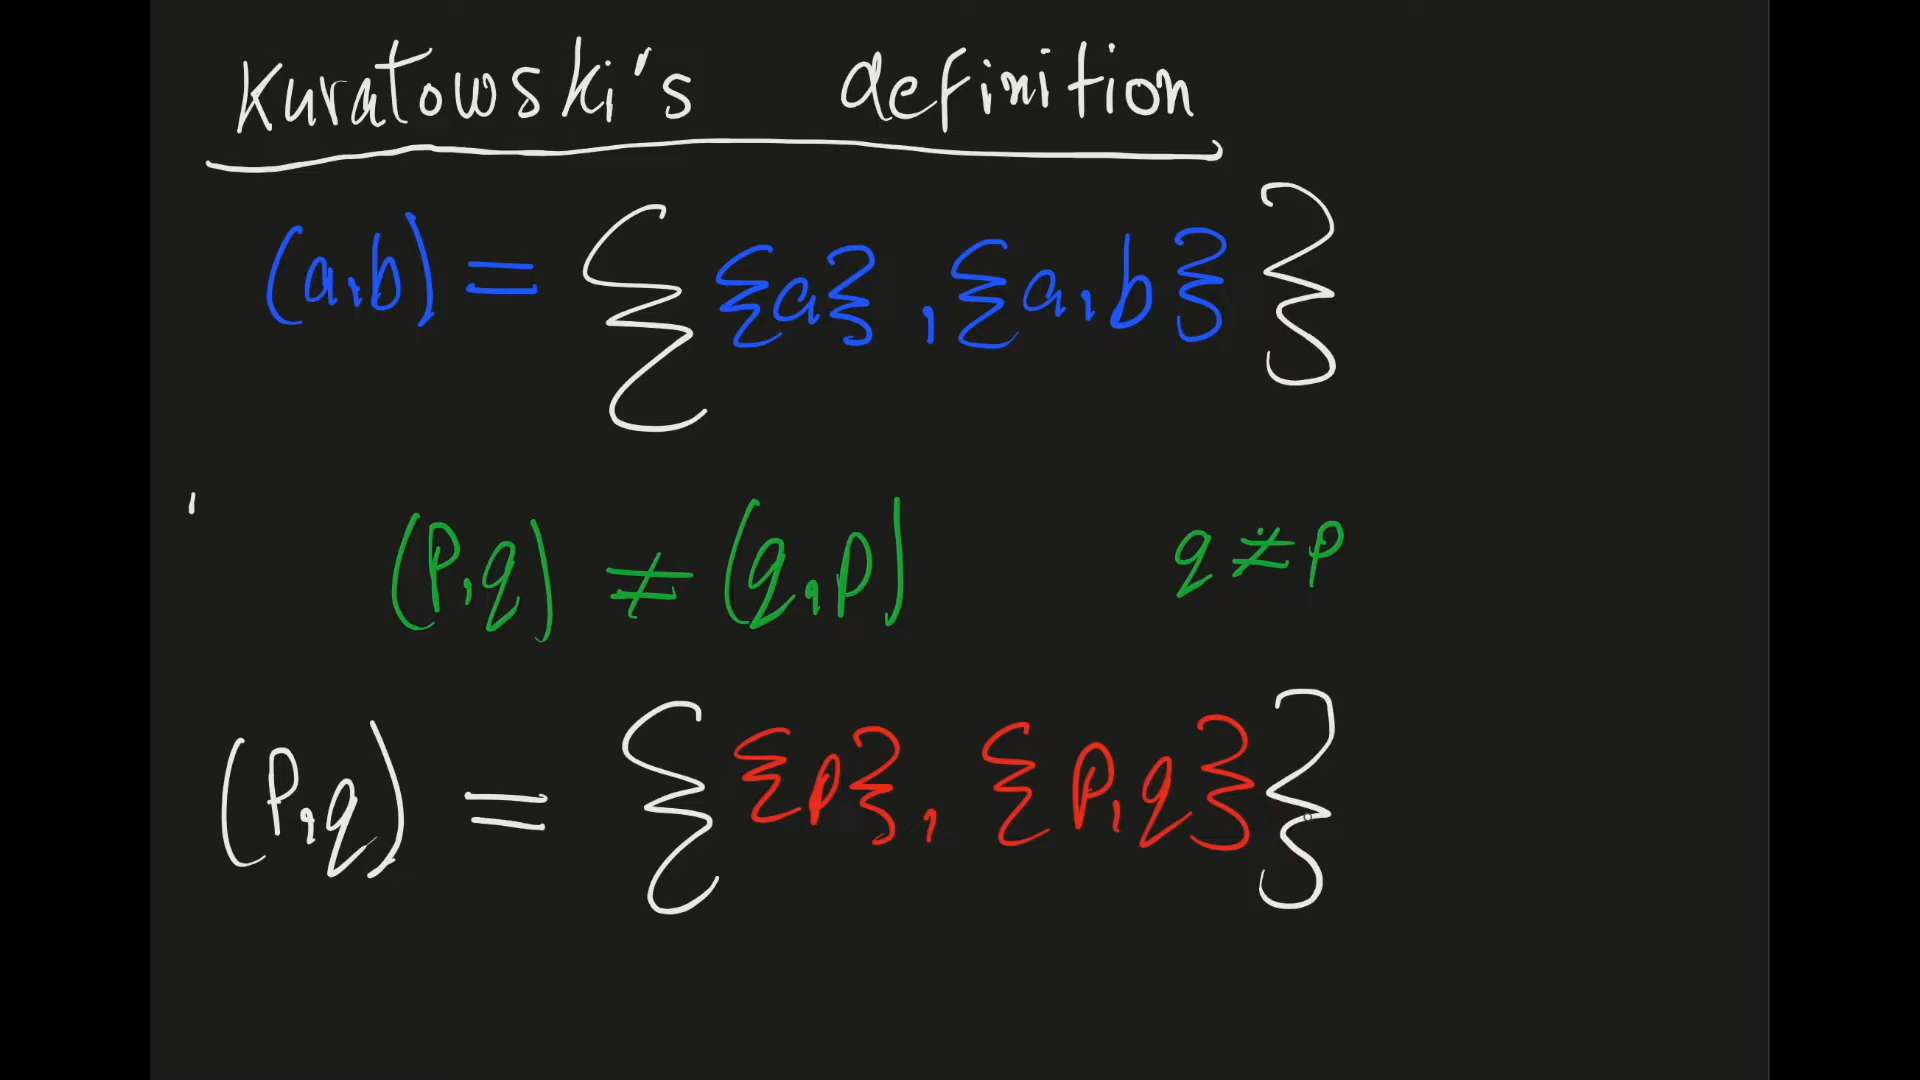 Kuratowski's definition
(a,b) = {{a},{a,b}}
(p,q) ≠ (q,p) q ≠ p
(p,q) = {{p},{p,q}}